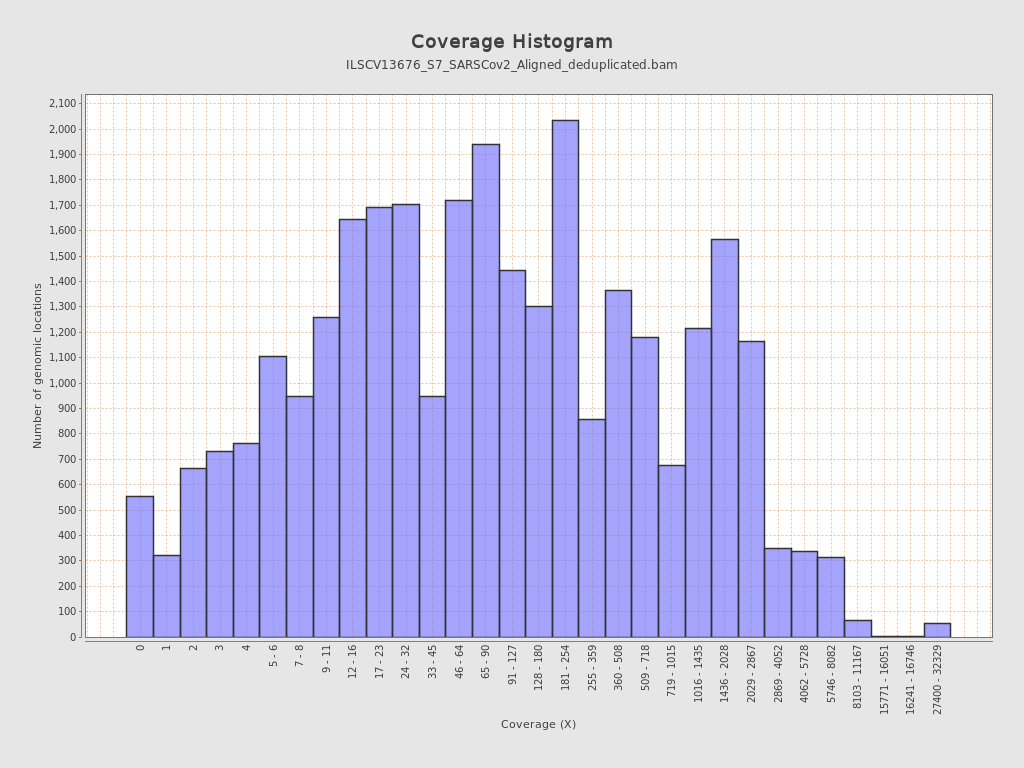 Coverage Histogram
ILSCV13676_S7_SARSCov2_Aligned_deduplicated.bam
Number of genomic locations
2,100
2,000
1,900
1,800
1,700
1,600
1,500
1,400
1,300
1,200
1,100
1,000
900
800
700
600
500
400
300
200
100
0
0
1
2
3
4
5 - 6
7 - 8
9 - 11
12 - 16
17 - 23
24 - 32
33 - 45
46 - 64
65 - 90
91 - 127
128 - 180
181 - 254
255 - 359
360 - 508
509 - 718
719 - 1015
1016 - 1435
1436 - 2028
2029 - 2867
2869 - 4052
4062 - 5728
5746 - 8082
8103 - 11167
15771 - 16051
16241 - 16746
27400 - 32329
Coverage (X)